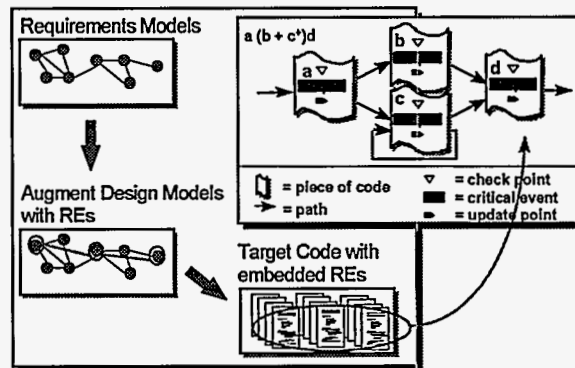 Requirements Models
Augment Design Models
with REs
Target Code with
embedded REs
a (b + c⁺)d
a
b
c
d
= piece of code
= path
= check point
= critical event
= update point